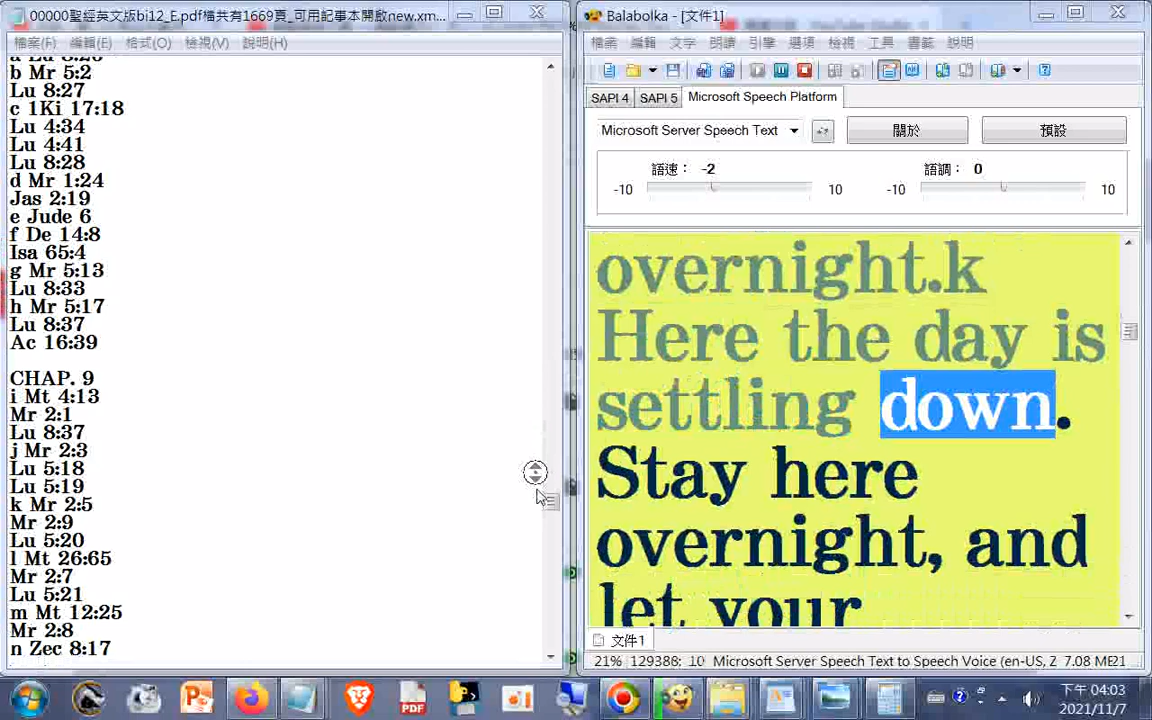 00000聖經英文版bi12_E.pdf檔共有1669頁_可用記事本開啟new.xm...
檔案(F) 編輯(E) 格式(O) 檢視(V) 說明(H)
b Mr 5:2
Lu 8:27
c 1Ki 17:18
Lu 4:34
Lu 4:41
Lu 8:28
d Mr 1:24
Jas 2:19
e Jude 6
f De 14:8
Isa 65:4
g Mr 5:13
Lu 8:33
h Mr 5:17
Lu 8:37
Ac 16:39
CHAP. 9
i Mt 4:13
Mr 2:1
Lu 8:37
j Mr 2:3
Lu 5:18
Lu 5:19
k Mr 2:5
Mr 2:9
Lu 5:20
l Mt 26:65
Mr 2:7
Lu 5:21
m Mt 12:25
Mr 2:8
n Zec 8:17
Balabolka - [文件1]
檔案 編輯 文字 朗讀 引擎 選項 檢視 工具 書籤 說明
SAPI 4 SAPI 5 Microsoft Speech Platform
Microsoft Server Speech Text 關於 預設
語速： -2 語調： 0
-10 10 -10 10
overnight.k
Here the day is
settling down.
Stay here
overnight, and
let your
文件1
21% 129388: 10 Microsoft Server Speech Text to Speech Voice (en-US, Z 7.08 ME21
PDF
下午 04:03
2021/11/7